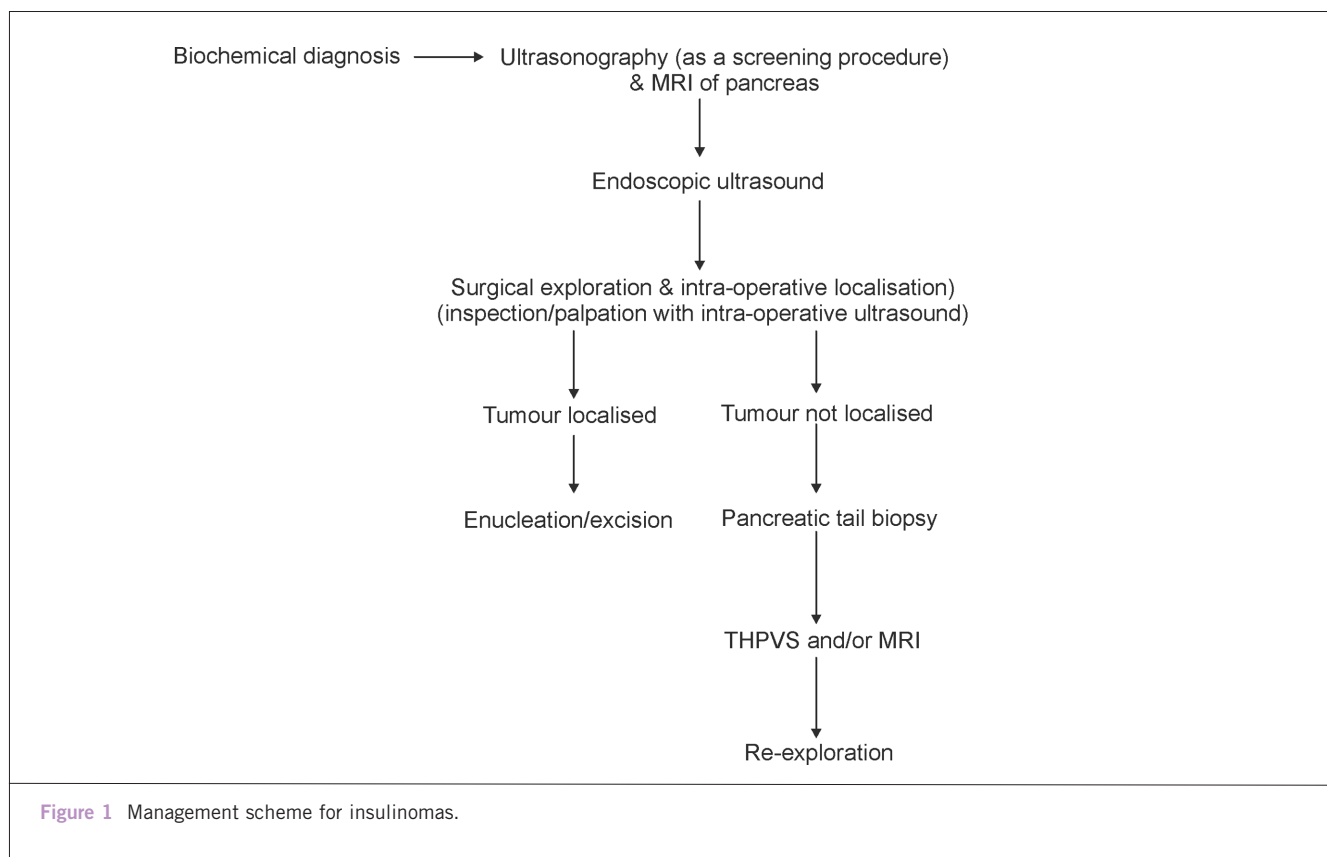 Biochemical diagnosis
Ultrasonography (as a screening procedure)
& MRI of pancreas
Endoscopic ultrasound
Surgical exploration & intra-operative localisation)
(inspection/palpation with intra-operative ultrasound)
Tumour localised
Tumour not localised
Enucleation/excision
Pancreatic tail biopsy
THPVS and/or MRI
Re-exploration
Figure 1 Management scheme for insulinomas.